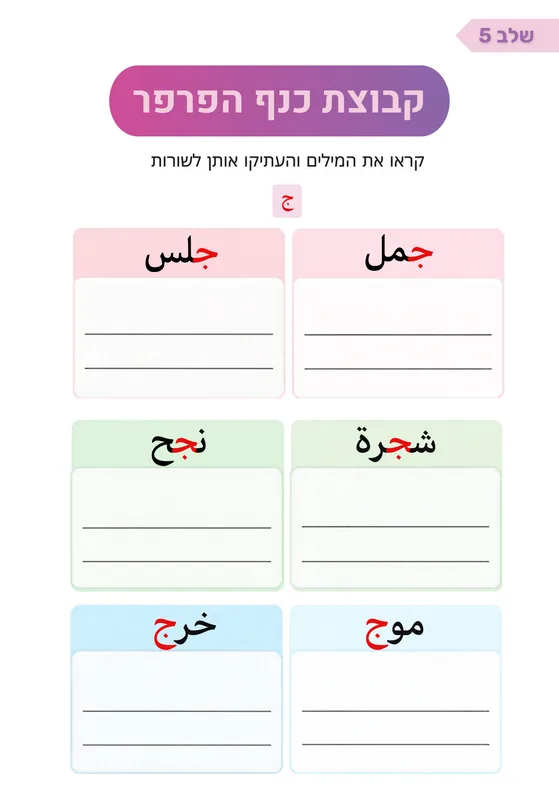 שלב 5
קבוצת כנף הפרפר
קראו את המילים והעתיקו אותן לשורות
ج
جمل
جلس
شجرة
نجح
موج
خرج